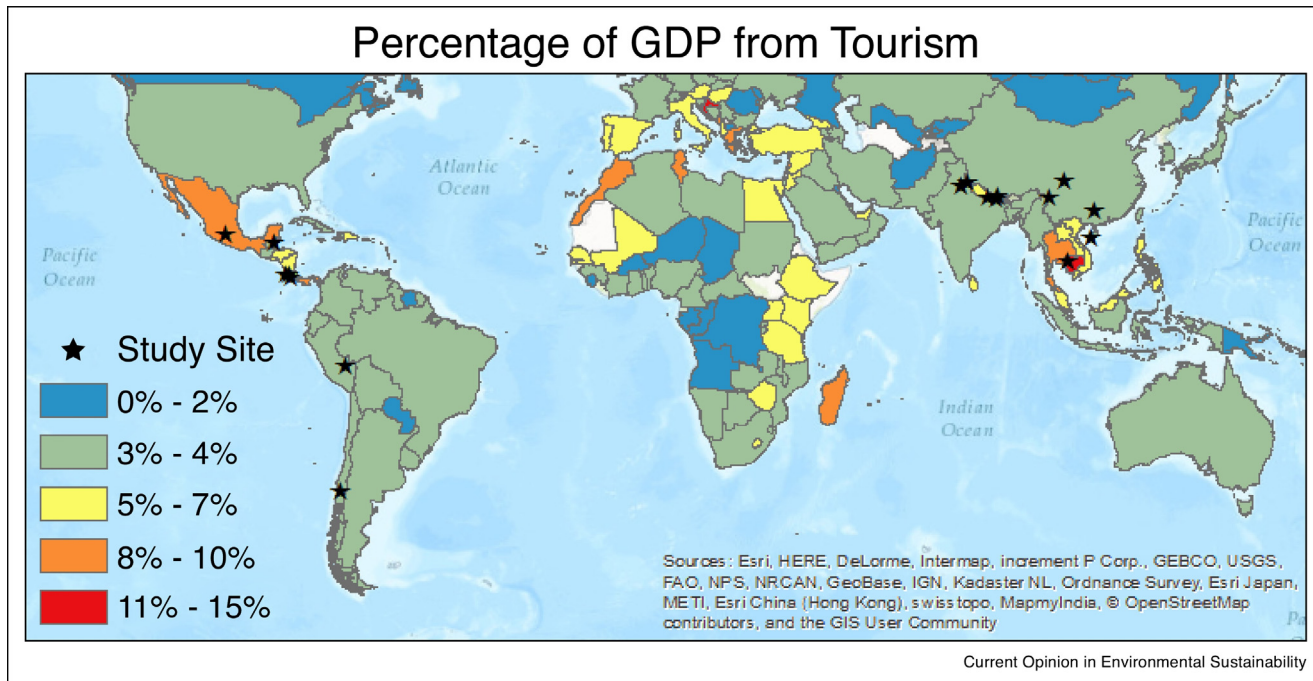 Percentage of GDP from Tourism
Atlantic
Ocean
Pacific
Ocean
Pacific
Ocean
Indian
Ocean
Study Site
0% - 2%
3% - 4%
5% - 7%
8% - 10%
11% - 15%
Sources: Esri, HERE, DeLorme, Intermap, increment P Corp., GEBCO, USGS,
FAO, NPS, NRCAN, GeoBase, IGN, Kadaster NL, Ordnance Survey, Esri Japan,
METI, Esri China (Hong Kong), swisstopo, MapmyIndia, © OpenStreetMap
contributors, and the GIS User Community
Current Opinion in Environmental Sustainability